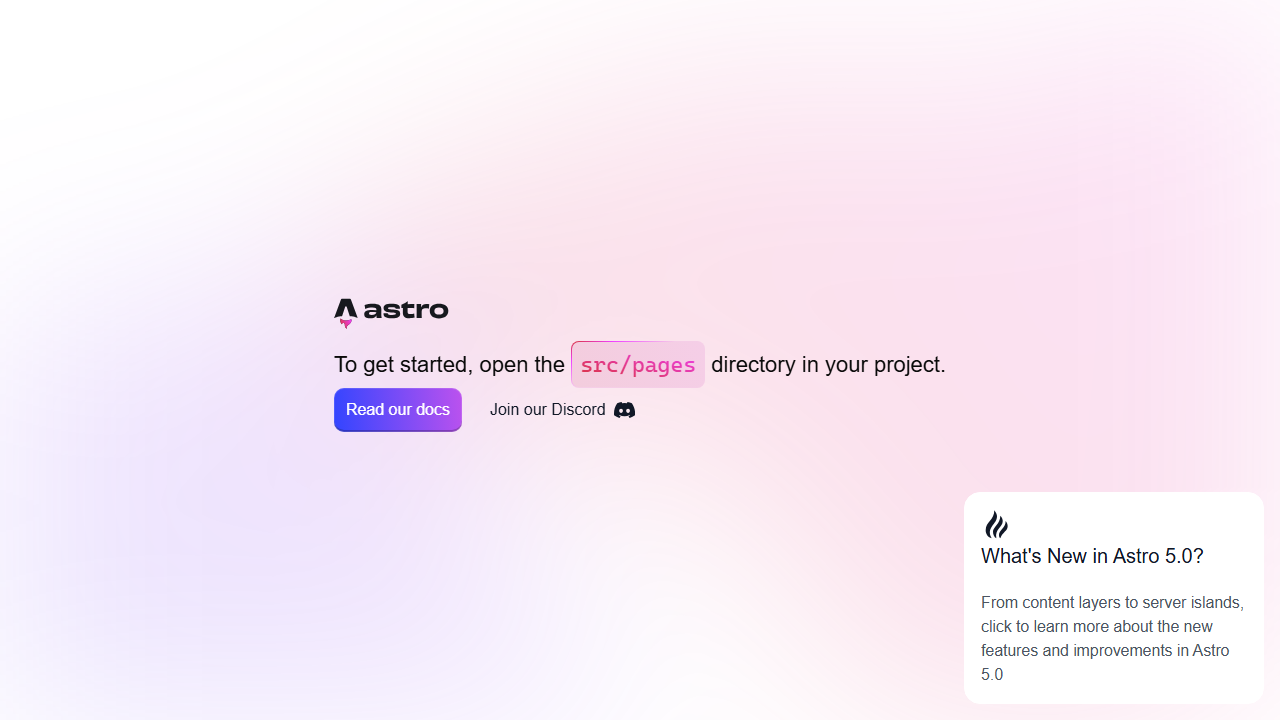 astro
To get started, open the src/pages directory in your project.
Read our docs
Join our Discord
What's New in Astro 5.0?
From content layers to server islands,
click to learn more about the new
features and improvements in Astro
5.0